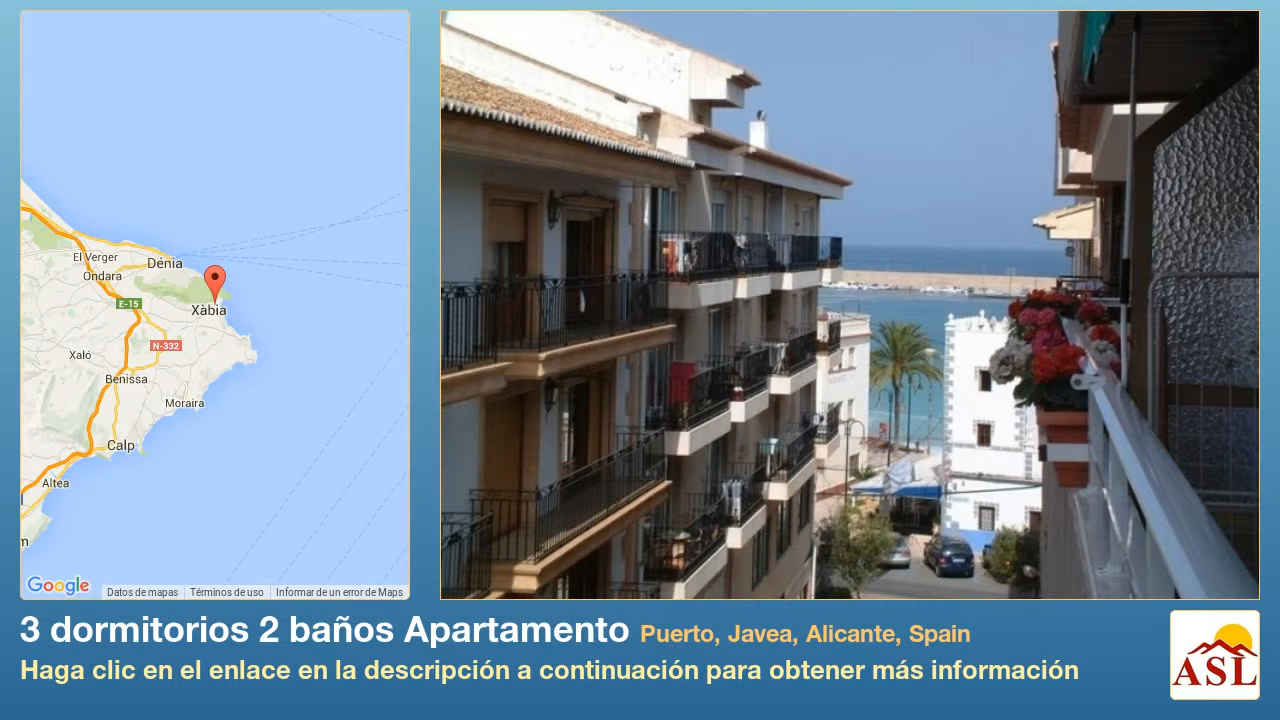 El Verger
Dénia
Ondara
E-15
Xàbia
N-332
Xaló
Benissa
Moraira
Calp
Altea
m
Google
Datos de mapas
Términos de uso
Informar de un error de Maps
3 dormitorios 2 baños Apartamento Puerto, Javea, Alicante, Spain
Haga clic en el enlace en la descripción a continuación para obtener más información
ASL